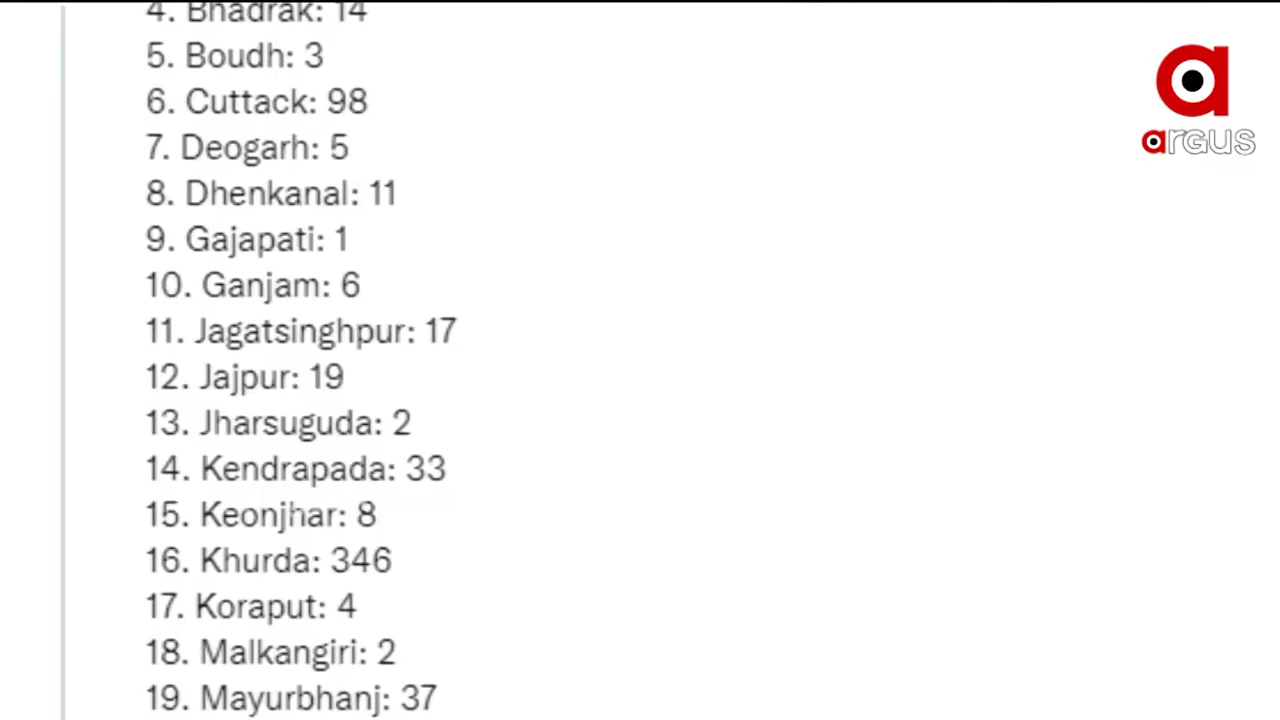 4. Bhadrak: 14
5. Boudh: 3
6. Cuttack: 98
7. Deogarh: 5
8. Dhenkanal: 11
9. Gajapati: 1
10. Ganjam: 6
11. Jagatsinghpur: 17
12. Jajpur: 19
13. Jharsuguda: 2
14. Kendrapada: 33
15. Keonjhar: 8
16. Khurda: 346
17. Koraput: 4
18. Malkangiri: 2
19. Mayurbhanj: 37
a
argus